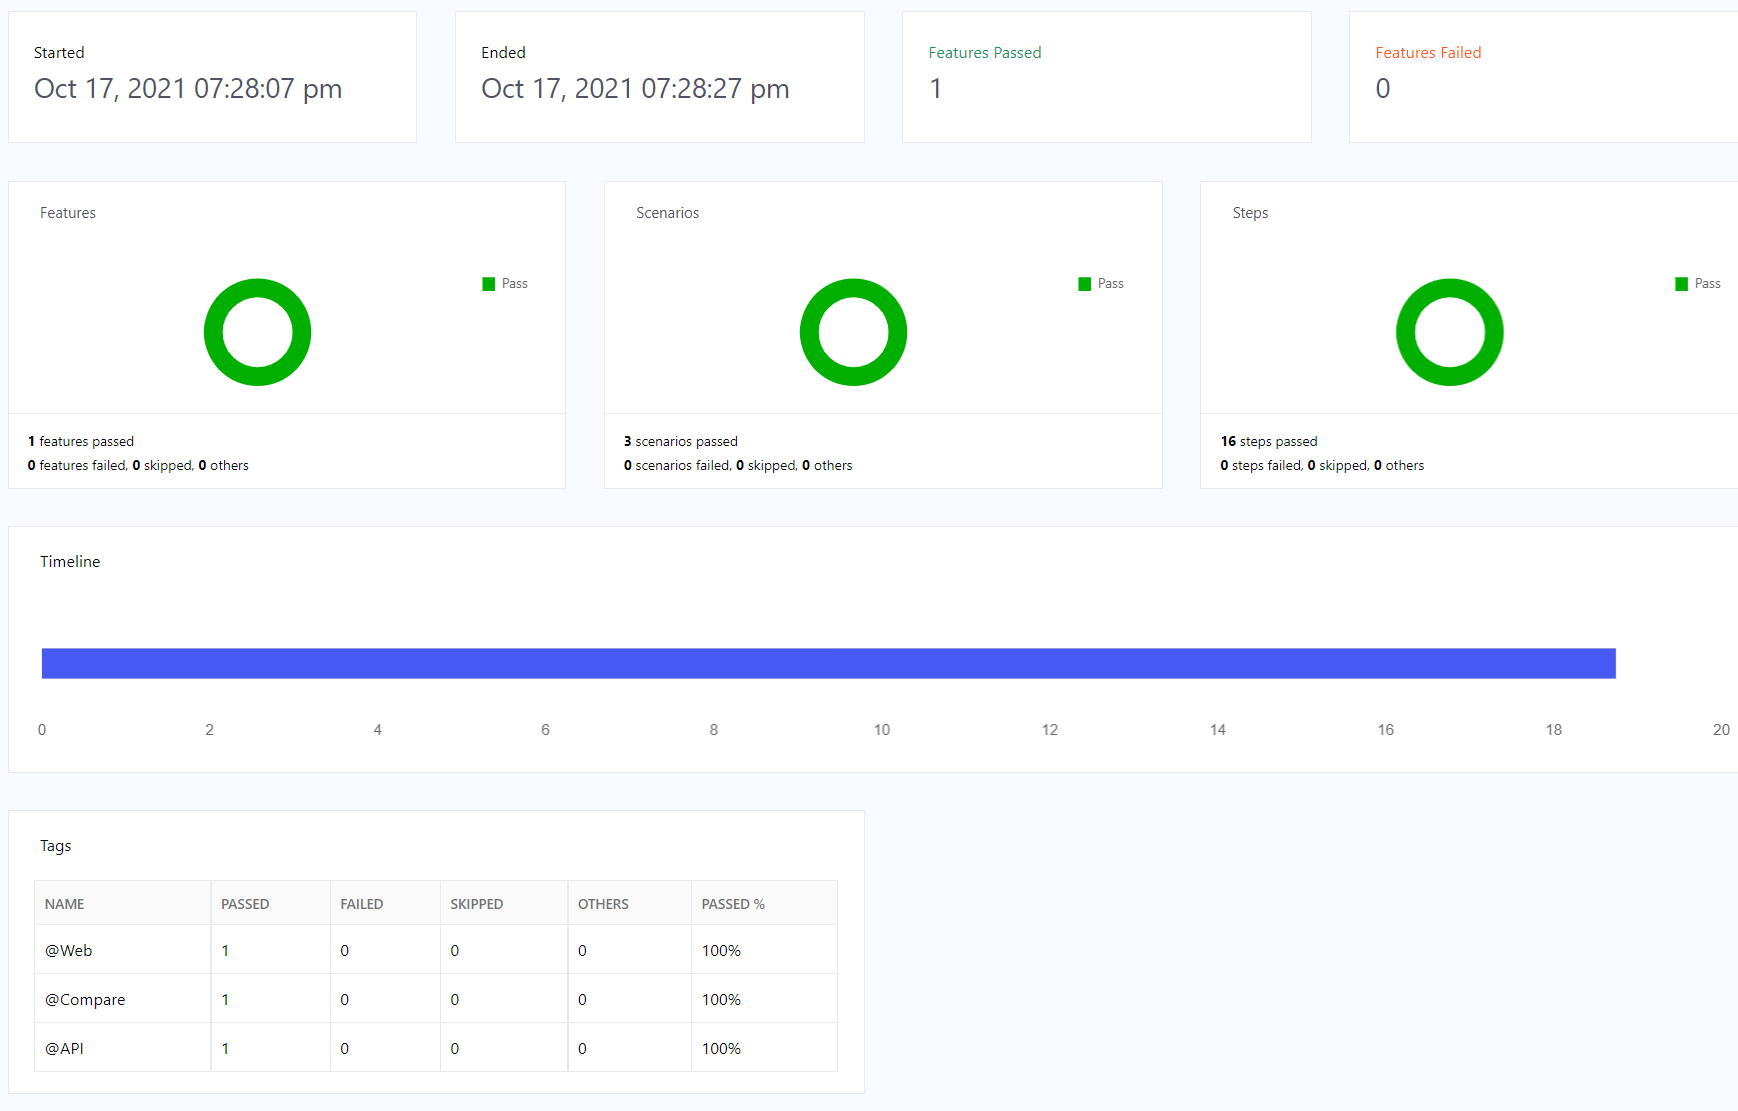 Started
Oct 17, 2021 07:28:07 pm
Ended
Oct 17, 2021 07:28:27 pm
Features Passed
1
Features Failed
0
Features
Pass
1 features passed
0 features failed, 0 skipped, 0 others
Scenarios
Pass
3 scenarios passed
0 scenarios failed, 0 skipped, 0 others
Steps
Pass
16 steps passed
0 steps failed, 0 skipped, 0 others
Timeline
0 2 4 6 8 10 12 14 16 18 20
Tags
NAME PASSED FAILED SKIPPED OTHERS PASSED %
@Web 1 0 0 0 100%
@Compare 1 0 0 0 100%
@API 1 0 0 0 100%